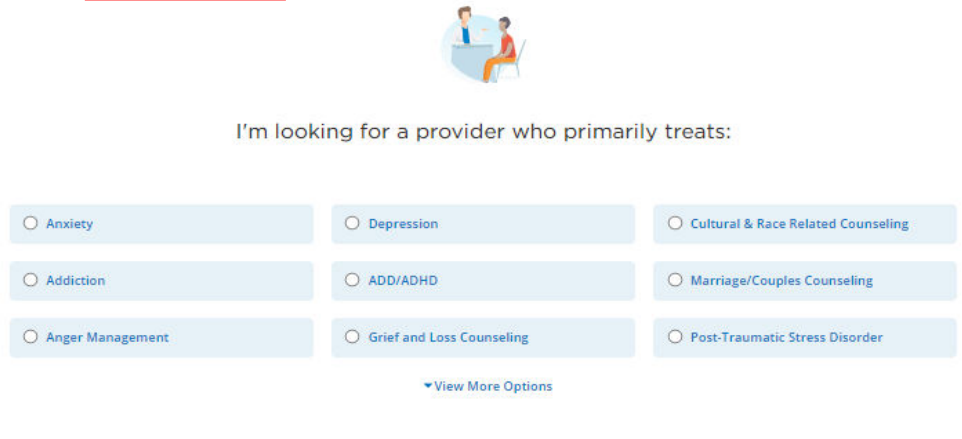 I'm looking for a provider who primarily treats:
Anxiety
Depression
Cultural & Race Related Counseling
Addiction
ADD/ADHD
Marriage/Couples Counseling
Anger Management
Grief and Loss Counseling
Post-Traumatic Stress Disorder
View More Options